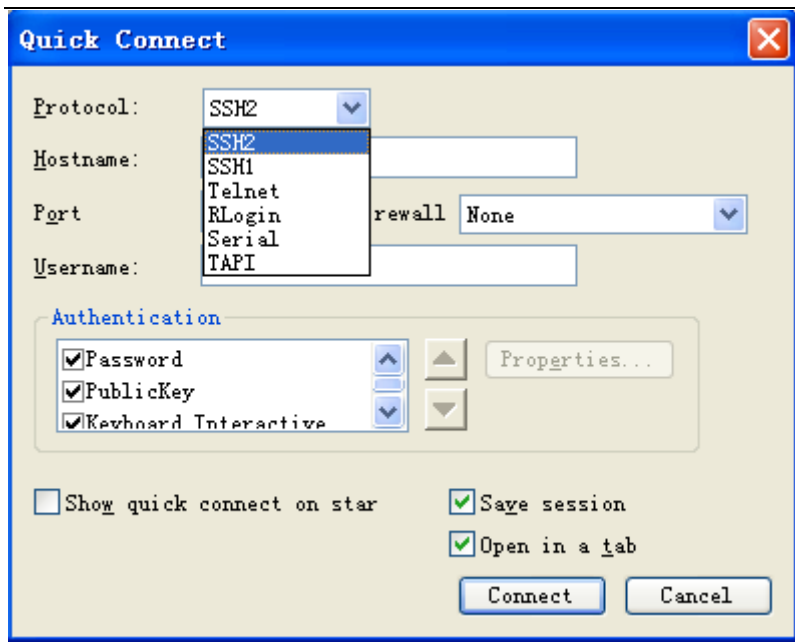 Quick Connect
Protocol: SSH2
SSH2
Hostname:
SSH1
Telnet
Port RLogin rewall None
Serial
Username: TAPI
Authentication
Password
PublicKey Properties...
Keyboard Interactive
Show quick connect on star Save session
Open in a tab
Connect Cancel